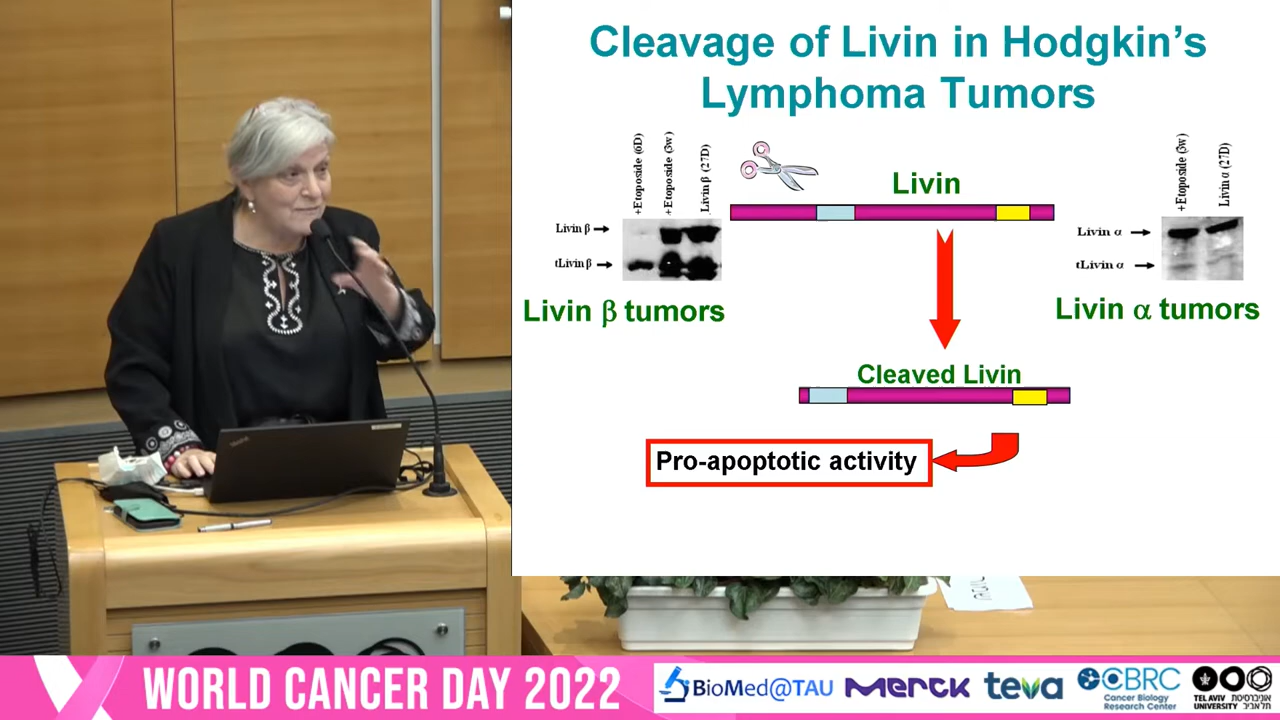 Cleavage of Livin in Hodgkin’s
Lymphoma Tumors
+Etoposide (6D)
+Etoposide (3w)
Livin β (27D)
Livin β
tLivin β
Livin β tumors
Livin
+Etoposide (3w)
Livin α (27D)
Livin α
tLivin α
Livin α tumors
Cleaved Livin
Pro-apoptotic activity
WORLD CANCER DAY 2022
BioMed@TAU
Merck
teva
CBRC
Cancer Biology
Research Center
TEL AVIV
UNIVERSITY
אוניברסיטת
תל אביב